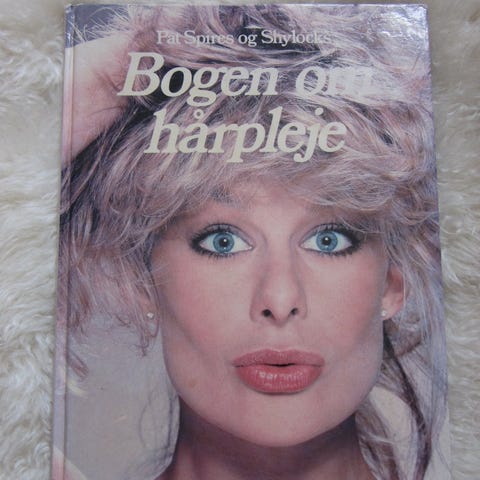 Pat Spires og Shylocks
Bogen om
hårpleje